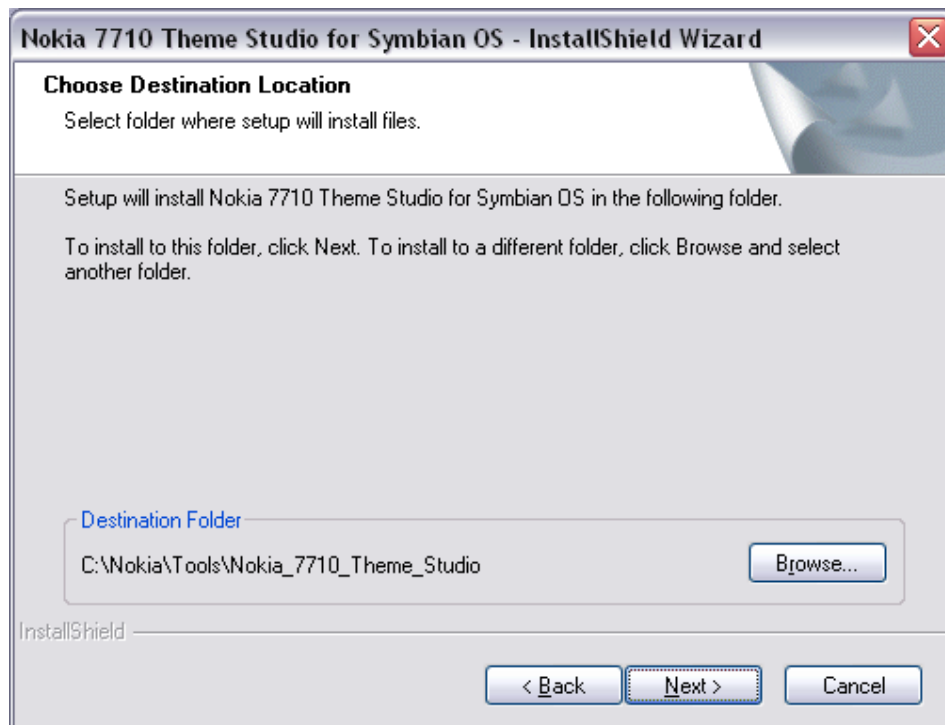 Nokia 7710 Theme Studio for Symbian OS - InstallShield Wizard
Choose Destination Location
Select folder where setup will install files.
Setup will install Nokia 7710 Theme Studio for Symbian OS in the following folder.
To install to this folder, click Next. To install to a different folder, click Browse and select
another folder.
Destination Folder
C:\Nokia\Tools\Nokia_7710_Theme_Studio
Browse...
InstallShield
< Back
Next >
Cancel